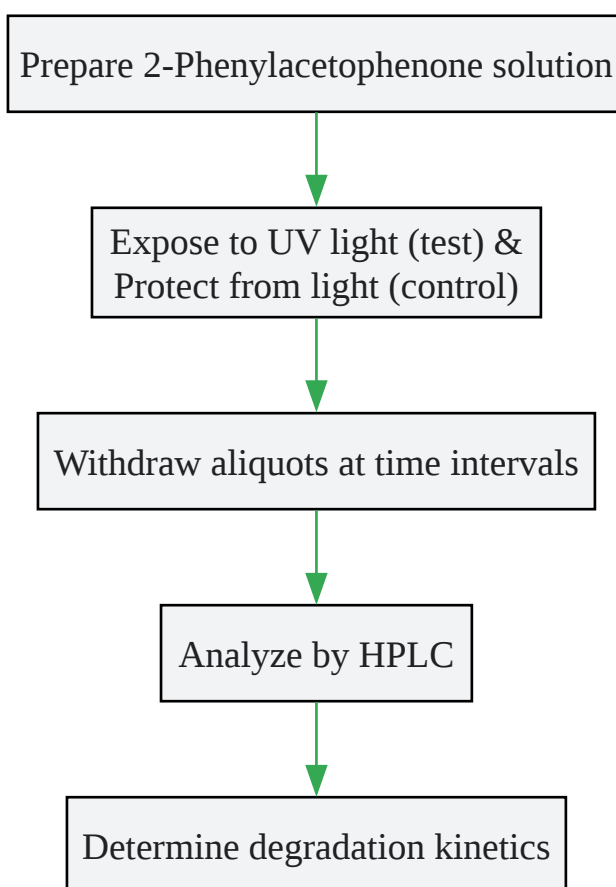 Prepare 2-Phenylacetophenone solution
Expose to UV light (test) &
Protect from light (control)
Withdraw aliquots at time intervals
Analyze by HPLC
Determine degradation kinetics